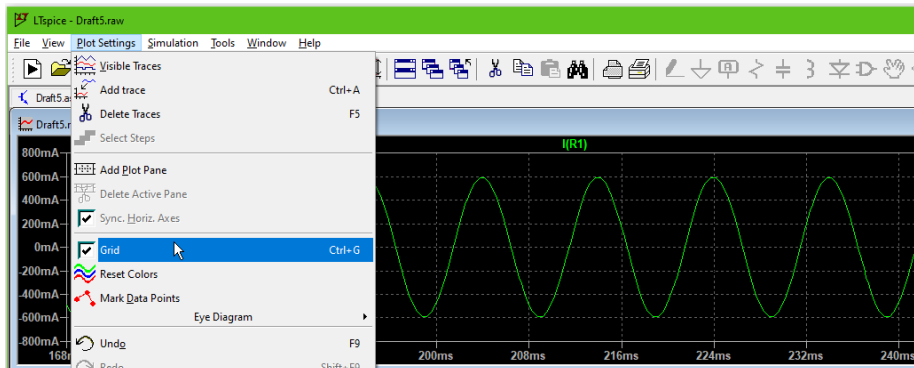 LTspice - Draft5.raw
File View Plot Settings Simulation Tools Window Help
Visible Traces
Add trace Ctrl+A
Delete Traces F5
Select Steps
Add Plot Pane
Delete Active Pane
Sync. Horiz. Axes
Grid Ctrl+G
Reset Colors
Mark Data Points
Eye Diagram
Undo F9
Redo Shift+F9
Draft5.a
Draft5.r
I(R1)
800mA
600mA
400mA
200mA
0mA
-200mA
-400mA
-600mA
-800mA
168m 200ms 208ms 216ms 224ms 232ms 240ms